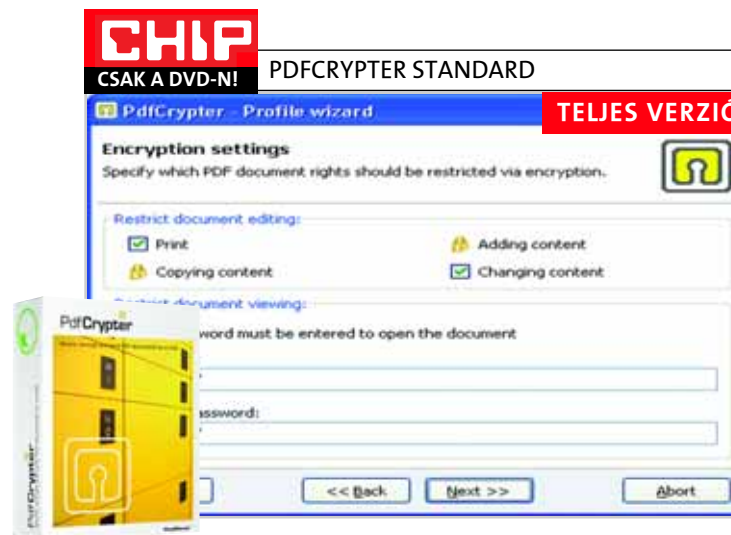 CHIP
CSAK A DVD-N!
PDFCRYPTER STANDARD
TELJES VERZIÓ
PdfCrypter - Profile wizard
Encryption settings
Specify which PDF document rights should be restricted via encryption.
Restrict document editing:
Print
Adding content
Copying content
Changing content
document viewing:
word must be entered to open the document
assword:
<< Back
Next >>
Abort
PdfCrypter
PdfCrypter